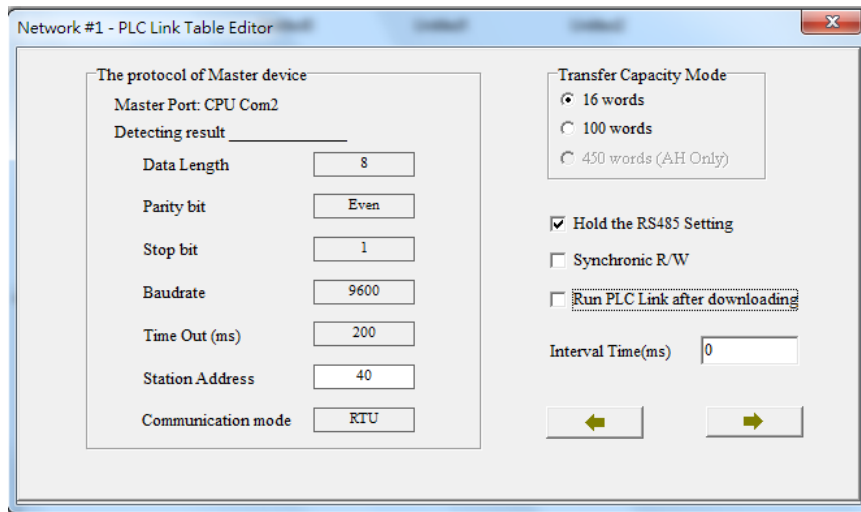 Network #1 - PLC Link Table Editor
The protocol of Master device
Master Port: CPU Com2
Detecting result
Data Length 8
Parity bit Even
Stop bit 1
Baudrate 9600
Time Out (ms) 200
Station Address 40
Communication mode RTU
Transfer Capacity Mode
16 words
100 words
450 words (AH Only)
Hold the RS485 Setting
Synchronic R/W
Run PLC Link after downloading
Interval Time(ms) 0